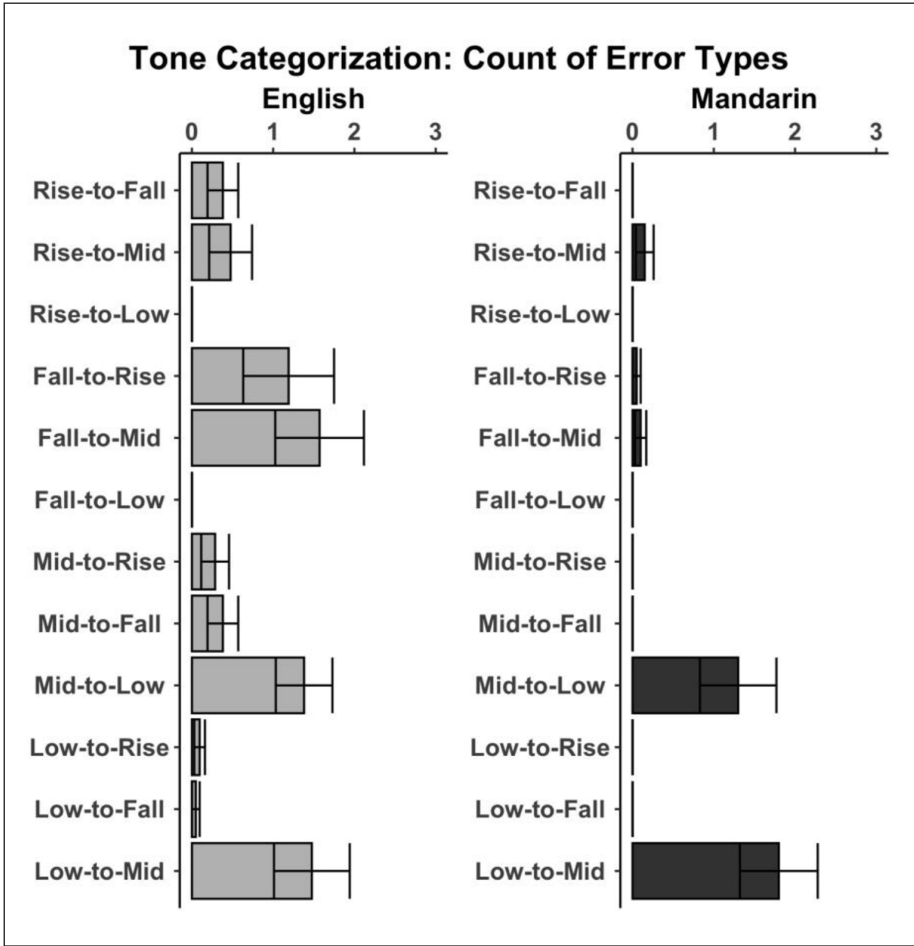 Tone Categorization: Count of Error Types
English
0 1 2 3
Rise-to-Fall
Rise-to-Mid
Rise-to-Low
Fall-to-Rise
Fall-to-Mid
Fall-to-Low
Mid-to-Rise
Mid-to-Fall
Mid-to-Low
Low-to-Rise
Low-to-Fall
Low-to-Mid
Mandarin
0 1 2 3
Rise-to-Fall
Rise-to-Mid
Rise-to-Low
Fall-to-Rise
Fall-to-Mid
Fall-to-Low
Mid-to-Rise
Mid-to-Fall
Mid-to-Low
Low-to-Rise
Low-to-Fall
Low-to-Mid